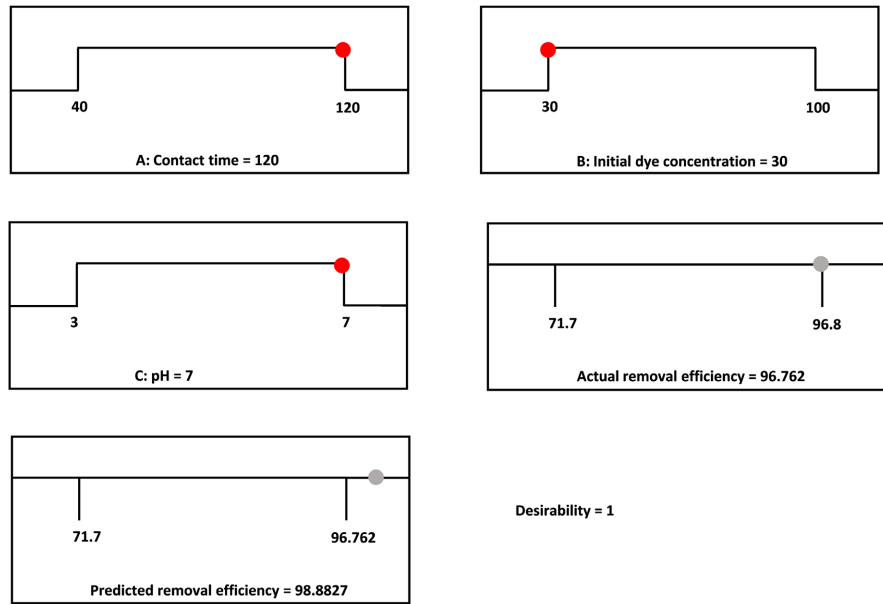 40
120
A: Contact time = 120
30
100
B: Initial dye concentration = 30
3
7
C: pH = 7
71.7
96.8
Actual removal efficiency = 96.762
71.7
96.762
Predicted removal efficiency = 98.8827
Desirability = 1